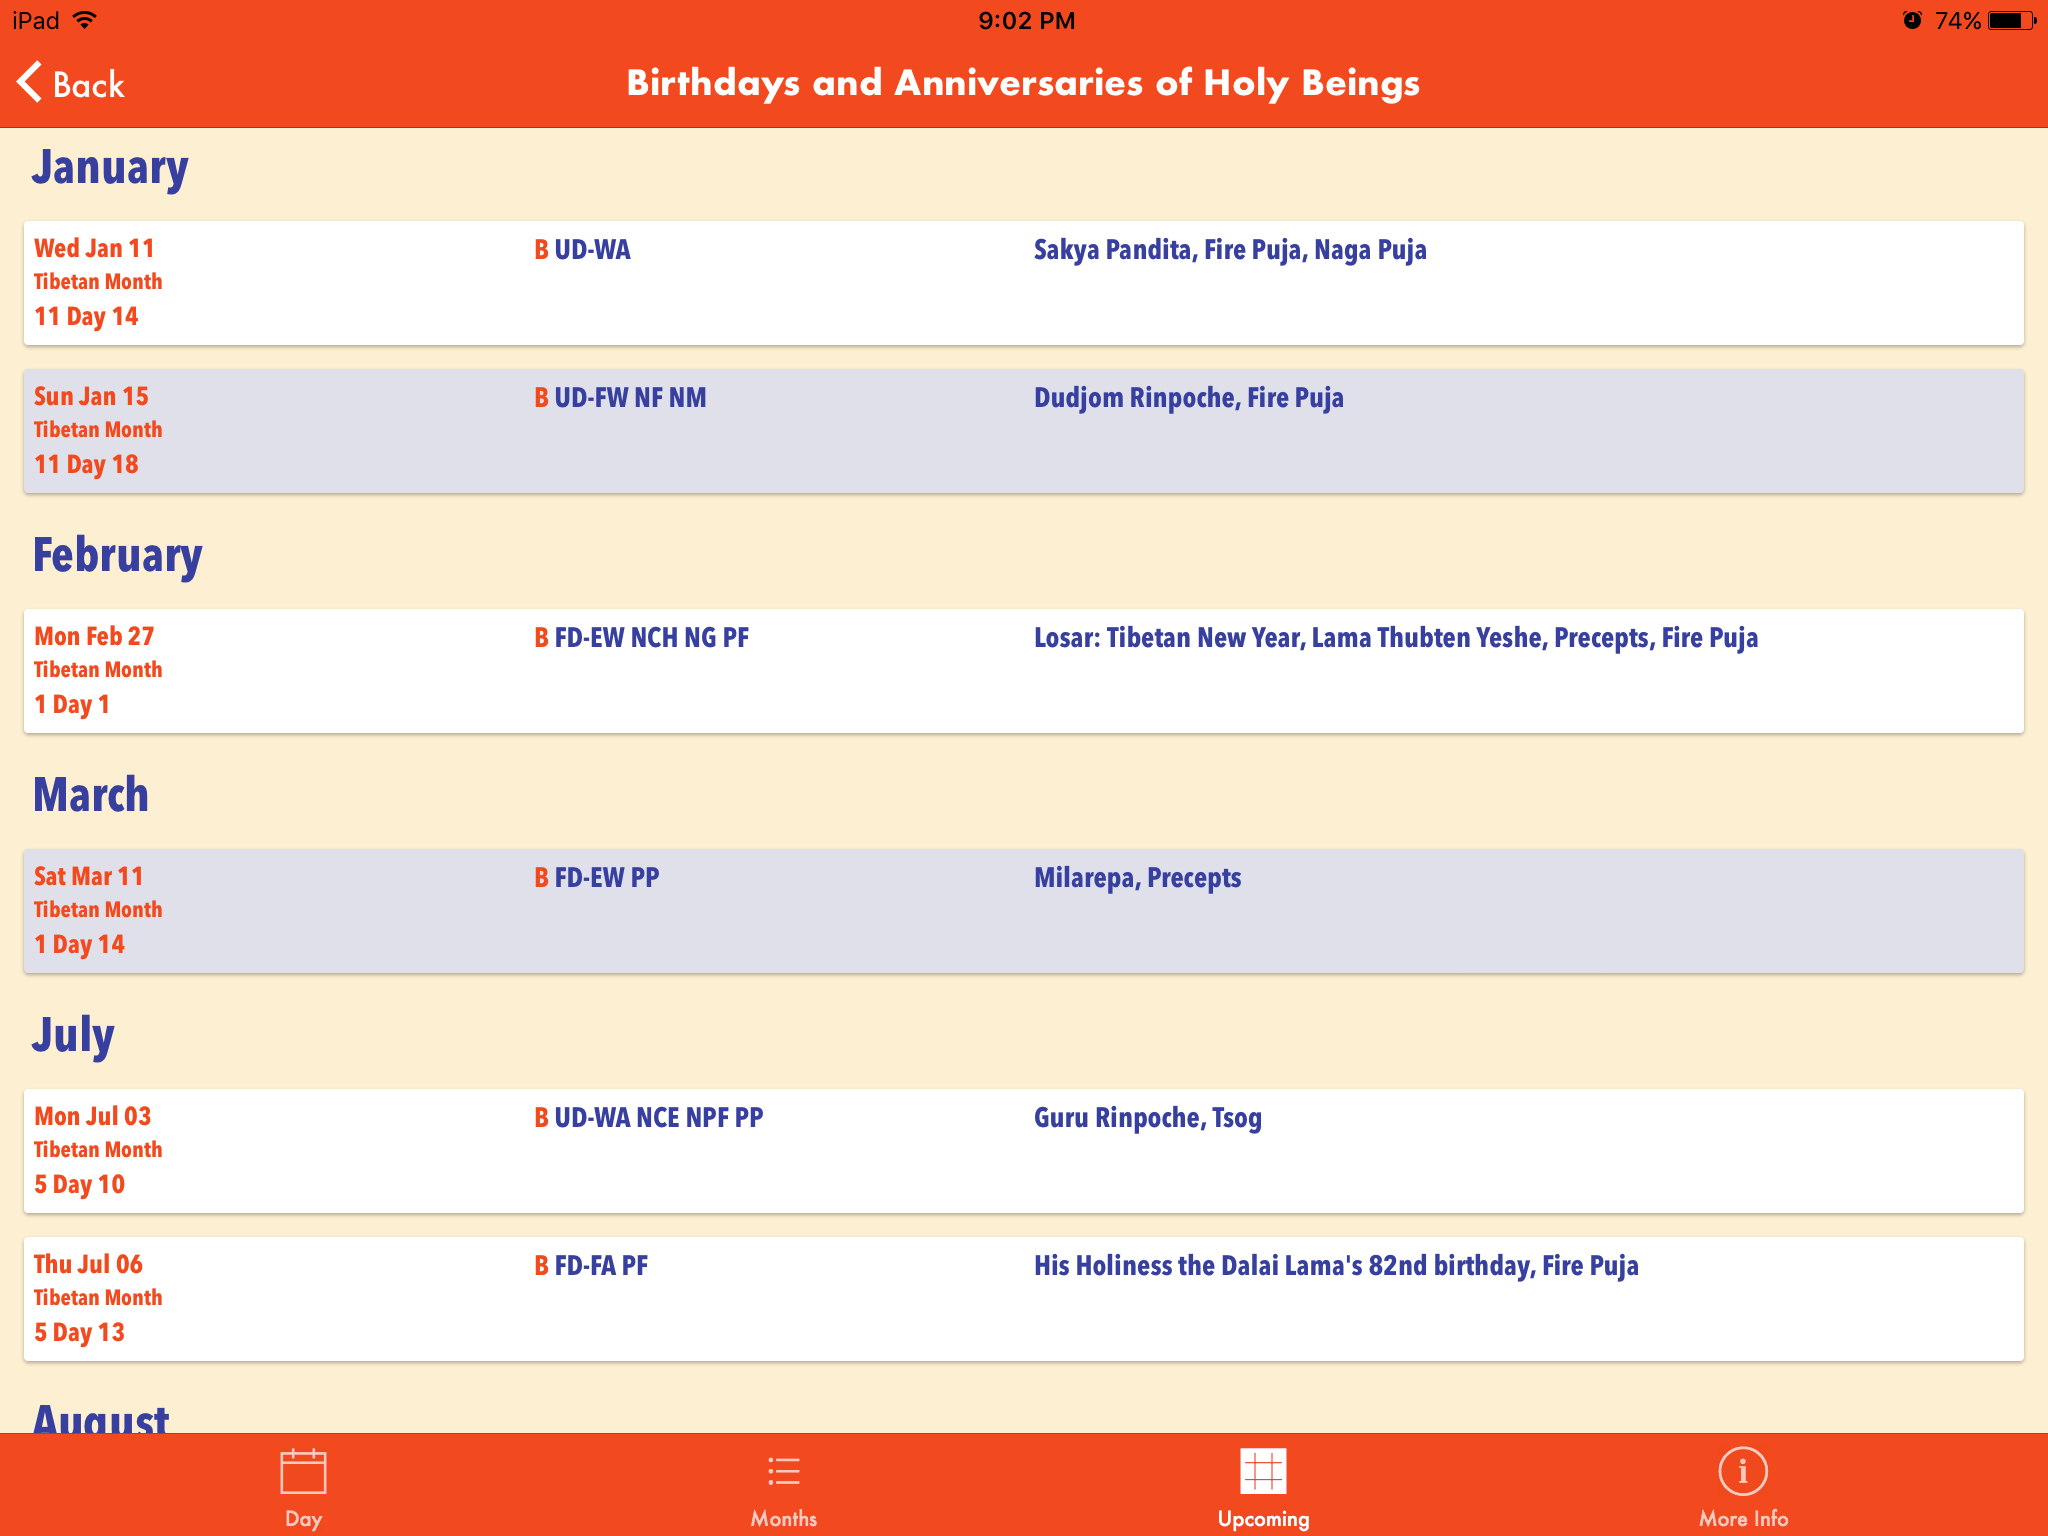 iPad 9:02 PM 74%
Back Birthdays and Anniversaries of Holy Beings
January
Wed Jan 11 B UD-WA Sakya Pandita, Fire Puja, Naga Puja
Tibetan Month
11 Day 14
Sun Jan 15 B UD-FW NF NM Dudjom Rinpoche, Fire Puja
Tibetan Month
11 Day 18
February
Mon Feb 27 B FD-EW NCH NG PF Losar: Tibetan New Year, Lama Thubten Yeshe, Precepts, Fire Puja
Tibetan Month
1 Day 1
March
Sat Mar 11 B FD-EW PP Milarepa, Precepts
Tibetan Month
1 Day 14
July
Mon Jul 03 B UD-WA NCE NPF PP Guru Rinpoche, Tsog
Tibetan Month
5 Day 10
Thu Jul 06 B FD-FA PF His Holiness the Dalai Lama's 82nd birthday, Fire Puja
Tibetan Month
5 Day 13
August
Day Months Upcoming More Info